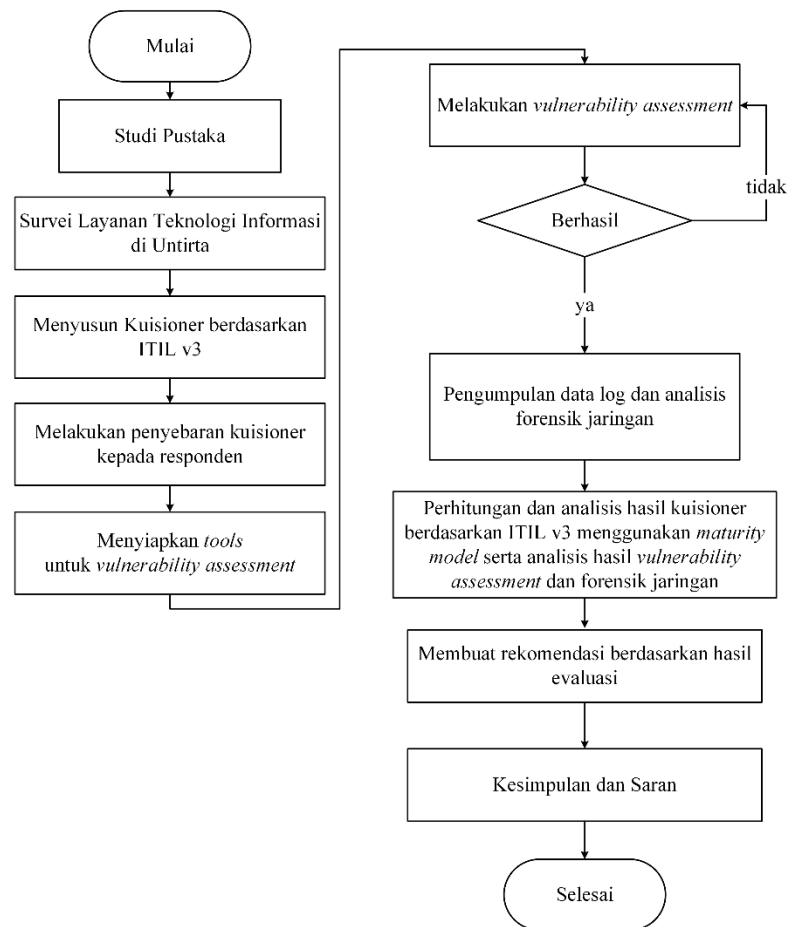 Mulai
Studi Pustaka
Survei Layanan Teknologi Informasi
di Untirta
Menyusun Kuisioner berdasarkan
ITIL v3
Melakukan penyebaran kuisioner
kepada responden
Menyiapkan tools
untuk vulnerability assessment
Melakukan vulnerability assessment
tidak
Berhasil
ya
Pengumpulan data log dan analisis
forensik jaringan
Perhitungan dan analisis hasil kuisioner
berdasarkan ITIL v3 menggunakan maturity
model serta analisis hasil vulnerability
assessment dan forensik jaringan
Membuat rekomendasi berdasarkan hasil
evaluasi
Kesimpulan dan Saran
Selesai